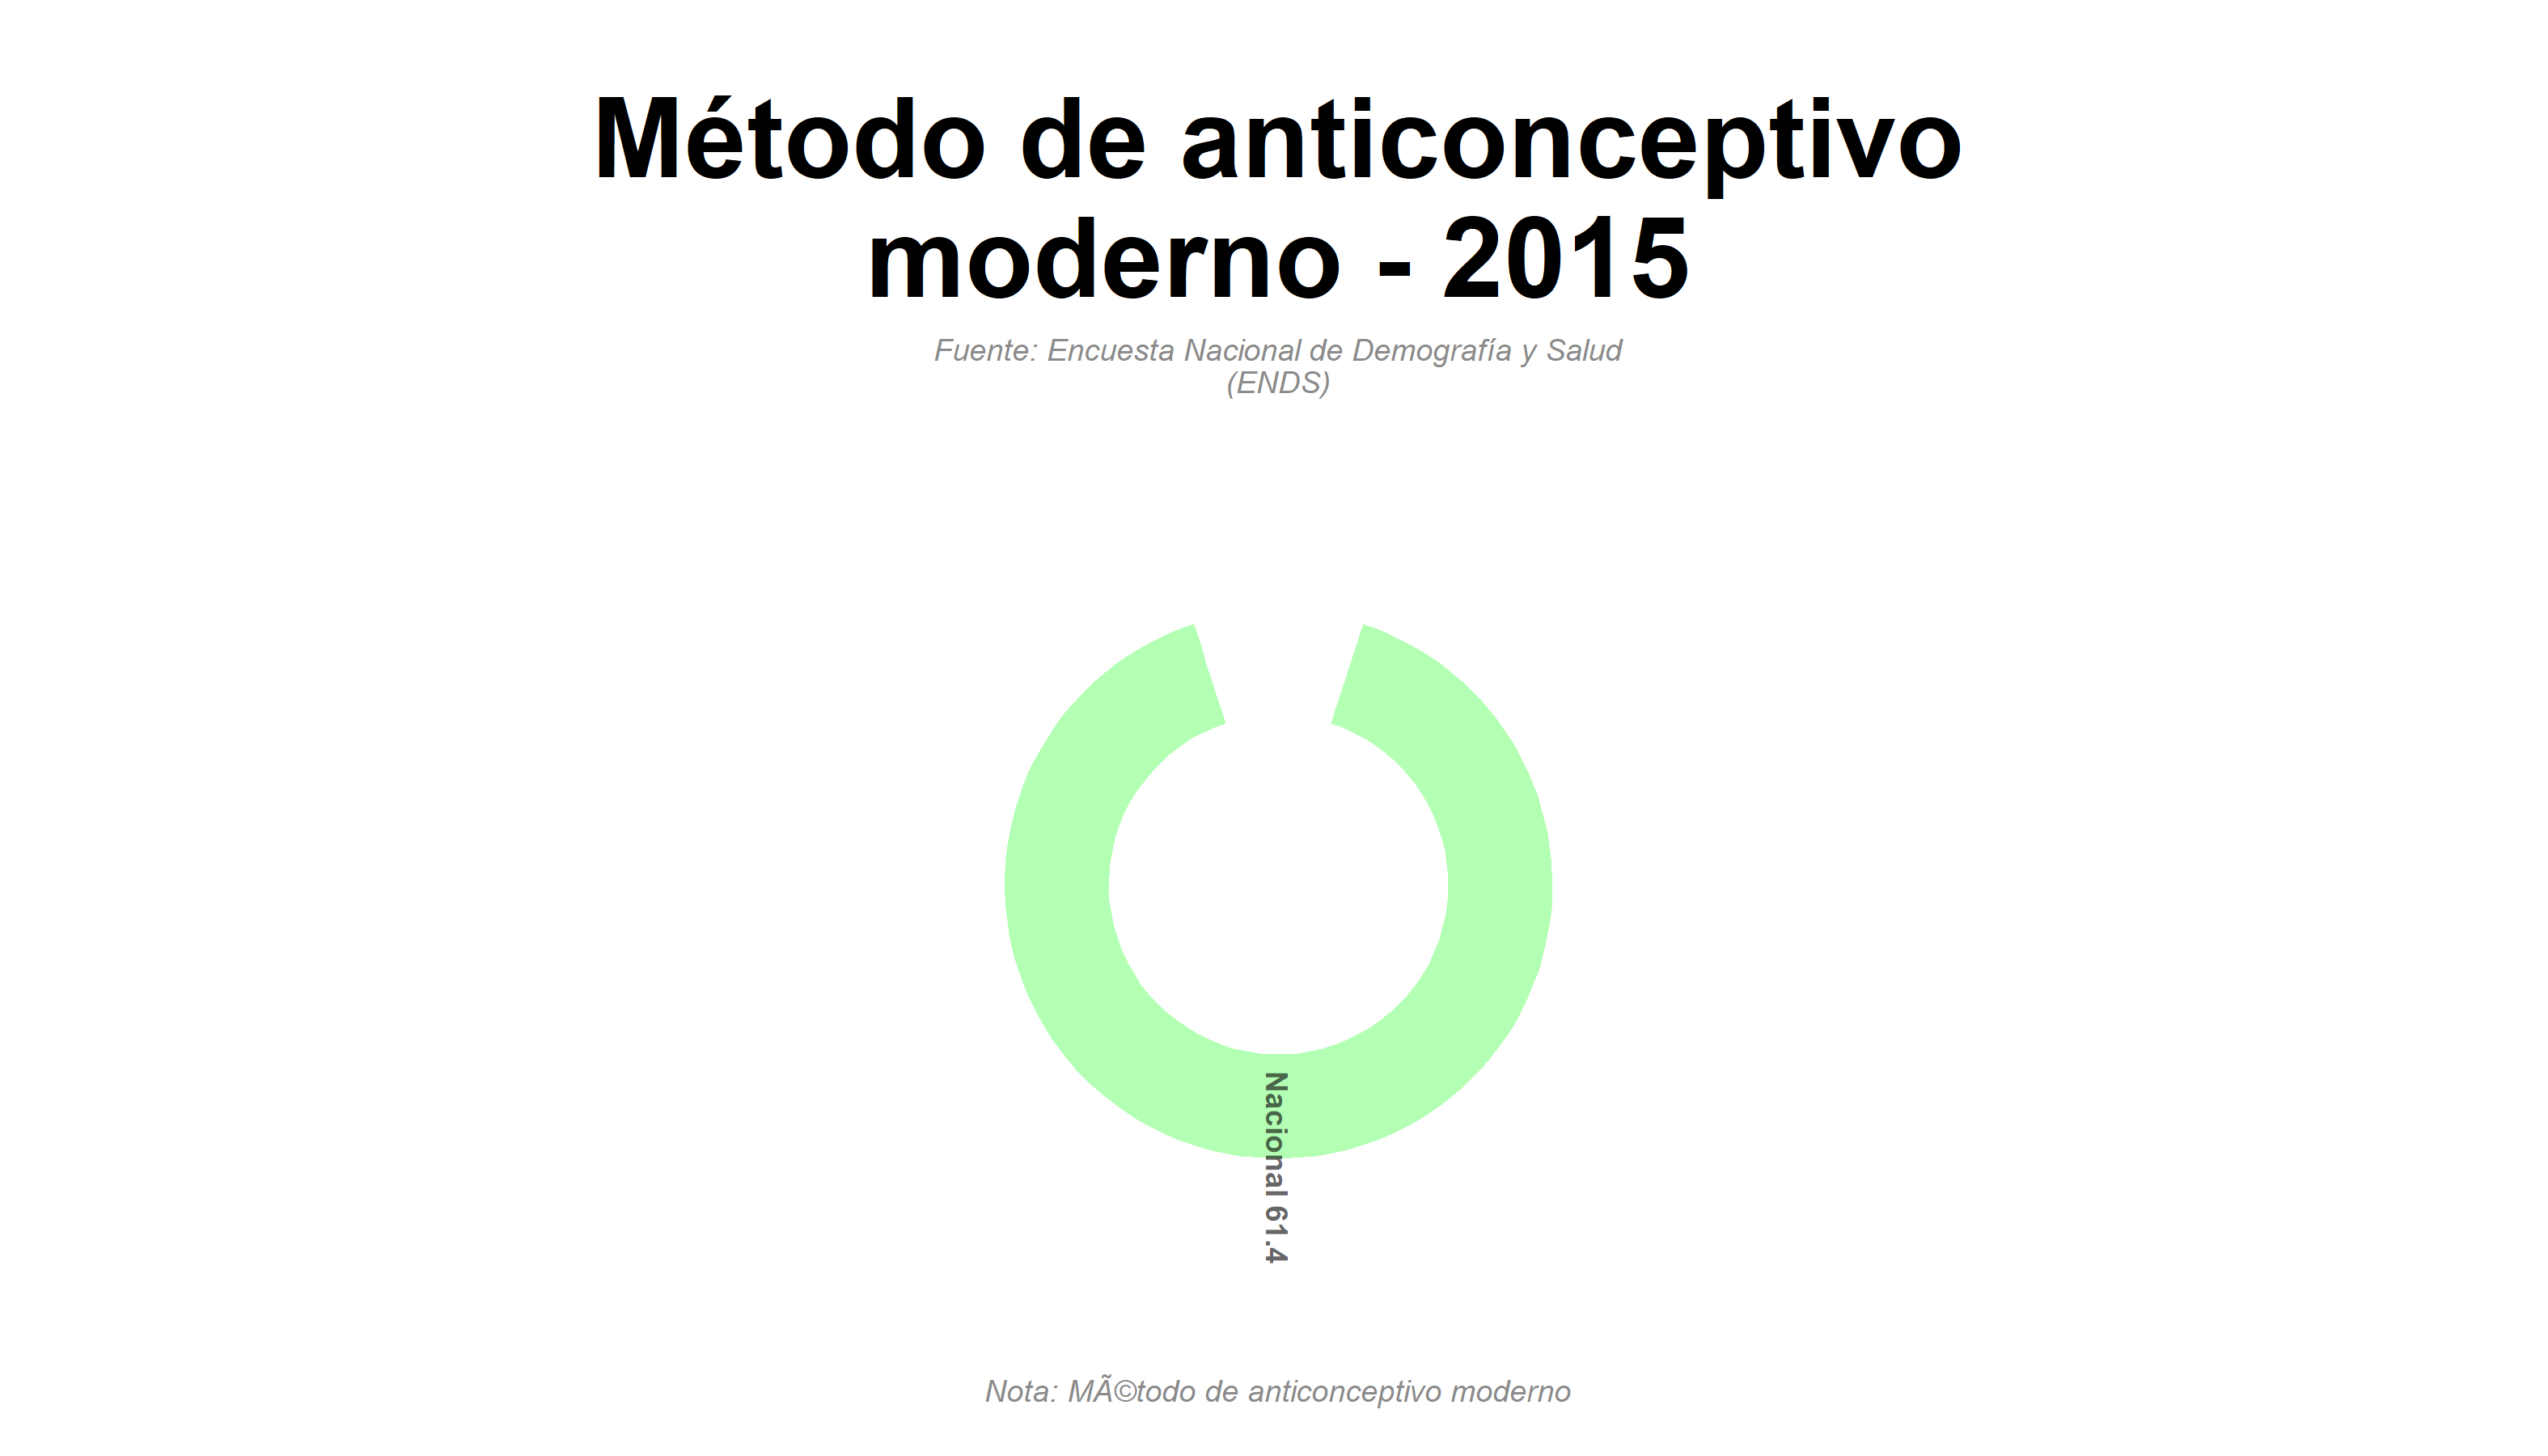 Método de anticonceptivo
moderno - 2015
Fuente: Encuesta Nacional de Demografía y Salud
(ENDS)
Nacional 61.4
Nota: MÃ©todo de anticonceptivo moderno